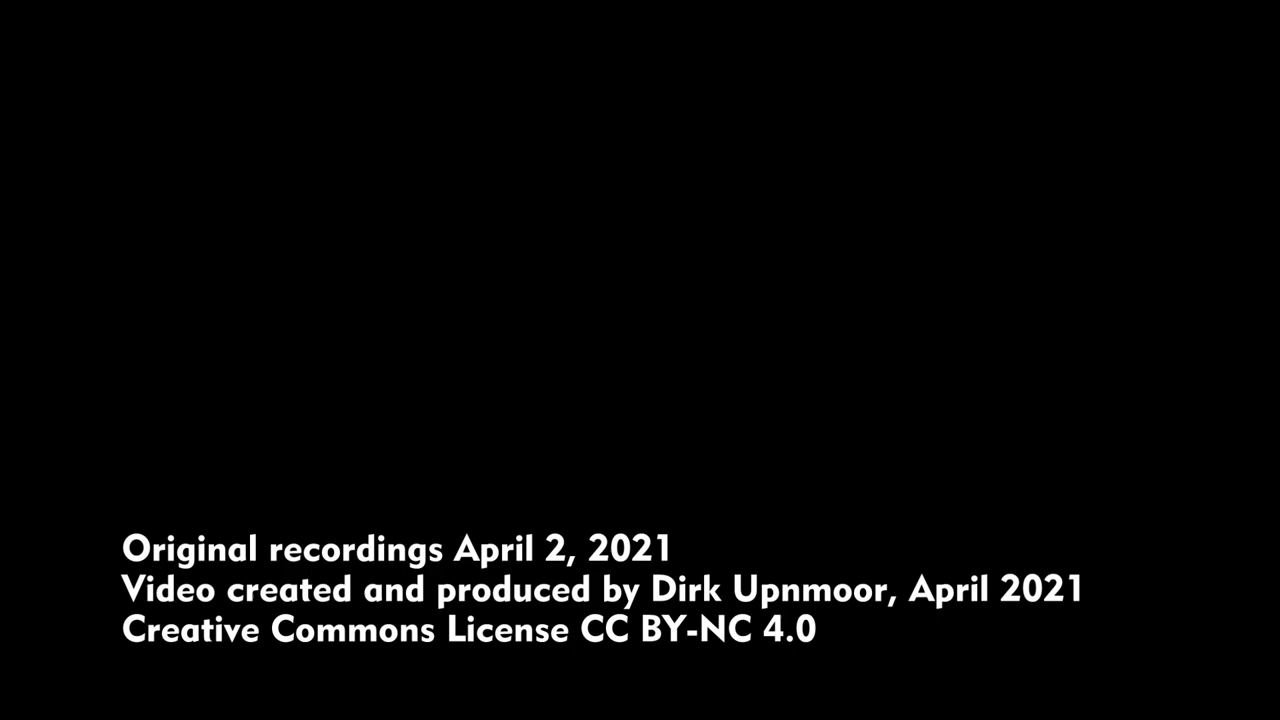 Original recordings April 2, 2021
Video created and produced by Dirk Upnmoor, April 2021
Creative Commons License CC BY-NC 4.0